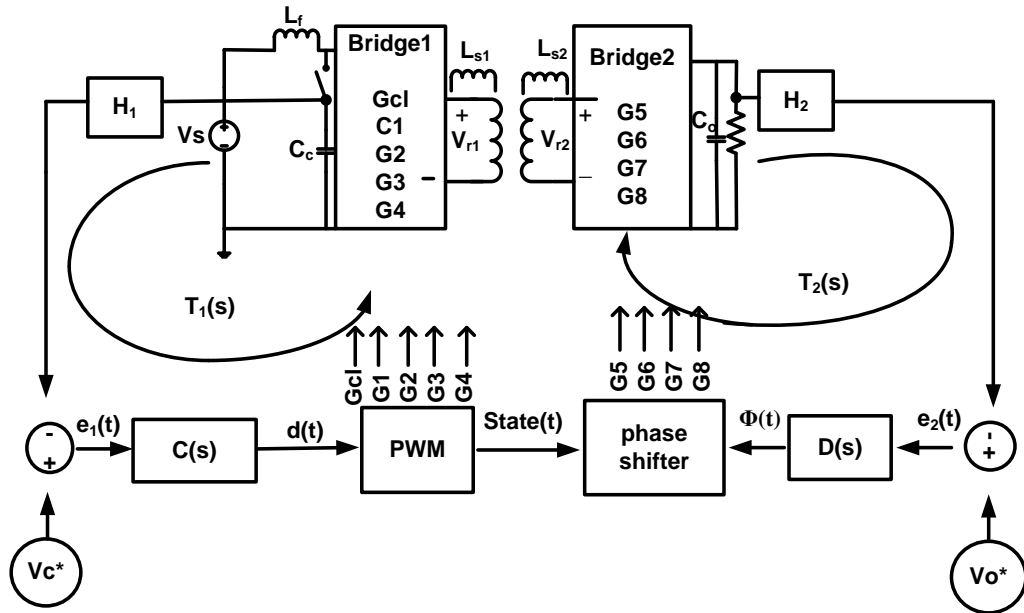 Lf
Bridge1
Ls1
Ls2
Bridge2
H1
H2
Vs
Cc
Gcl
C1
G2
G3
G4
+
Vr1
−
+
Vr2
−
G5
G6
G7
G8
Co
+
−
T1(s)
T2(s)
Gcl
G1
G2
G3
G4
G5
G6
G7
G8
-
+
e1(t)
C(s)
d(t)
PWM
State(t)
phase
shifter
Φ(t)
D(s)
e2(t)
-
+
Vc*
Vo*